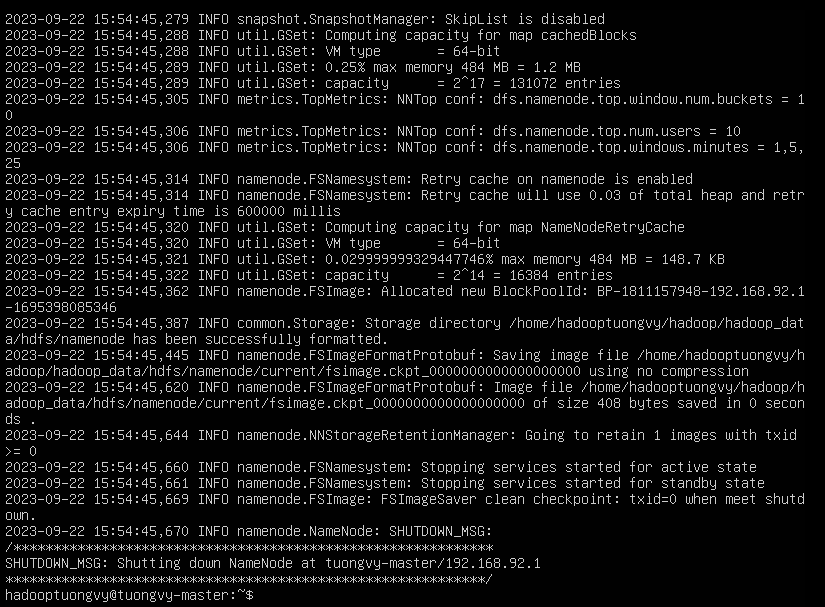 2023-09-22 15:54:45,279 INFO snapshot.SnapshotManager: SkipList is disabled
2023-09-22 15:54:45,288 INFO util.GSet: Computing capacity for map cachedBlocks
2023-09-22 15:54:45,288 INFO util.GSet: VM type       = 64-bit
2023-09-22 15:54:45,289 INFO util.GSet: 0.25% max memory 484 MB = 1.2 MB
2023-09-22 15:54:45,289 INFO util.GSet: capacity      = 2^17 = 131072 entries
2023-09-22 15:54:45,305 INFO metrics.TopMetrics: NNTop conf: dfs.namenode.top.window.num.buckets = 1
0
2023-09-22 15:54:45,306 INFO metrics.TopMetrics: NNTop conf: dfs.namenode.top.num.users = 10
2023-09-22 15:54:45,306 INFO metrics.TopMetrics: NNTop conf: dfs.namenode.top.windows.minutes = 1,5,
25
2023-09-22 15:54:45,314 INFO namenode.FSNamesystem: Retry cache on namenode is enabled
2023-09-22 15:54:45,314 INFO namenode.FSNamesystem: Retry cache will use 0.03 of total heap and retr
y cache entry expiry time is 600000 millis
2023-09-22 15:54:45,320 INFO util.GSet: Computing capacity for map NameNodeRetryCache
2023-09-22 15:54:45,320 INFO util.GSet: VM type       = 64-bit
2023-09-22 15:54:45,321 INFO util.GSet: 0.029999999329447746% max memory 484 MB = 148.7 KB
2023-09-22 15:54:45,322 INFO util.GSet: capacity      = 2^14 = 16384 entries
2023-09-22 15:54:45,362 INFO namenode.FSImage: Allocated new BlockPoolId: BP-1811157948-192.168.92.1
-1695398085346
2023-09-22 15:54:45,387 INFO common.Storage: Storage directory /home/hadooptuongvy/hadoop/hadoop_dat
a/hdfs/namenode has been successfully formatted.
2023-09-22 15:54:45,445 INFO namenode.FSImageFormatProtobuf: Saving image file /home/hadooptuongvy/h
adoop/hadoop_data/hdfs/namenode/current/fsimage.ckpt_0000000000000000000 using no compression
2023-09-22 15:54:45,620 INFO namenode.FSImageFormatProtobuf: Image file /home/hadooptuongvy/hadoop/h
adoop_data/hdfs/namenode/current/fsimage.ckpt_0000000000000000000 of size 408 bytes saved in 0 secon
ds .
2023-09-22 15:54:45,644 INFO namenode.NNStorageRetentionManager: Going to retain 1 images with txid
>= 0
2023-09-22 15:54:45,660 INFO namenode.FSNamesystem: Stopping services started for active state
2023-09-22 15:54:45,661 INFO namenode.FSNamesystem: Stopping services started for standby state
2023-09-22 15:54:45,669 INFO namenode.FSImage: FSImageSaver clean checkpoint: txid=0 when meet shutd
own.
2023-09-22 15:54:45,670 INFO namenode.NameNode: SHUTDOWN_MSG:
/************************************************************
SHUTDOWN_MSG: Shutting down NameNode at tuongvy-master/192.168.92.1
************************************************************/
hadooptuongvy@tuongvy-master:~$